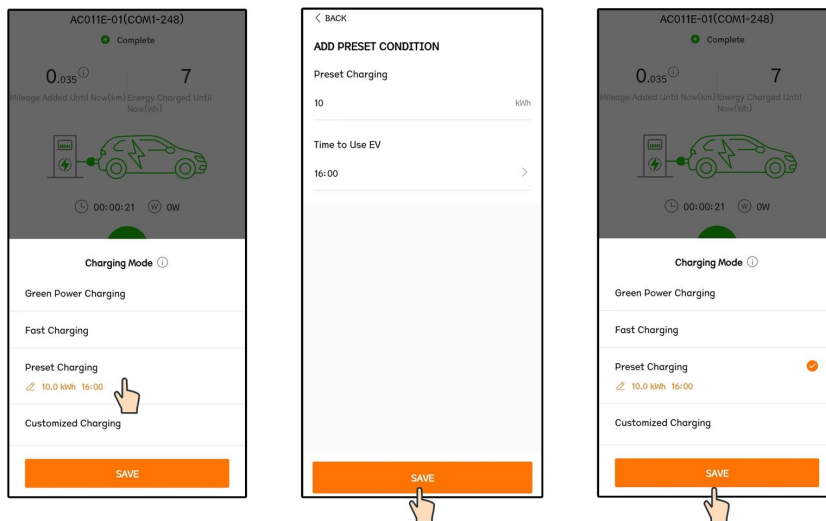 AC011E-01(COM1-248)
Complete
0.035 7
Mileage Added Until Now(km) Energy Charged Until
Now(Wh)
00:00:21 W 0W
Charging Mode
Green Power Charging
Fast Charging
Preset Charging
10.0 kWh 16:00
Customized Charging
SAVE
< BACK
ADD PRESET CONDITION
Preset Charging
10 kWh
Time to Use EV
16:00 >
SAVE
AC011E-01(COM1-248)
Complete
0.035 7
Mileage Added Until Now(km) Energy Charged Until
Now(Wh)
00:00:21 W 0W
Charging Mode
Green Power Charging
Fast Charging
Preset Charging
10.0 kWh 16:00
Customized Charging
SAVE